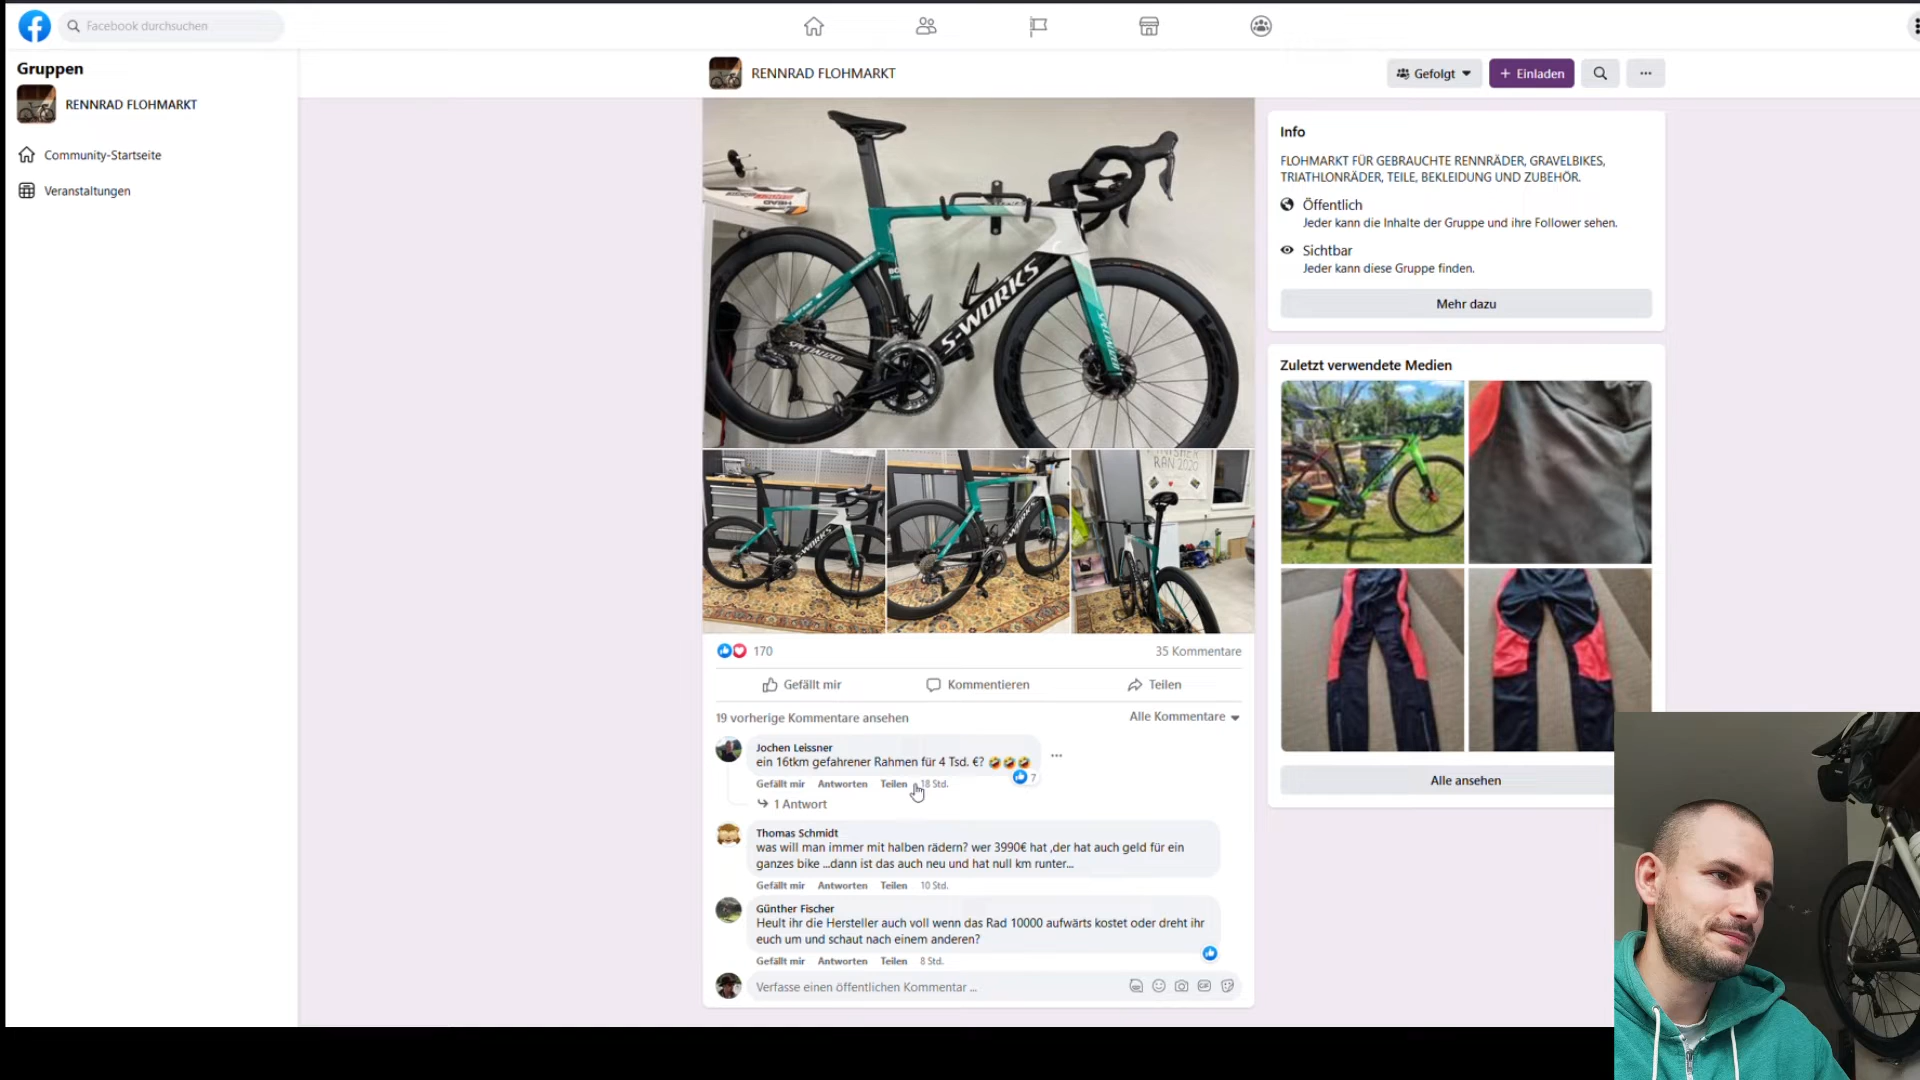 Facebook durchsuchen
Gruppen
RENNRAD FLOHMARKT
Community-Startseite
Veranstaltungen
RENNRAD FLOHMARKT
Gefolgt
+ Einladen
S-WORKS
SPECIALIZED
SPECIALIZED
RAN 2020
S-WORKS
S-WORKS
170
35 Kommentare
Gefällt mir
Kommentieren
Teilen
19 vorherige Kommentare ansehen
Alle Kommentare
Jochen Leissner
ein 16tkm gefahrener Rahmen für 4 Tsd. €? 🤣🤣🤣
7
Gefällt mir Antworten Teilen 18 Std.
1 Antwort
Thomas Schmidt
was will man immer mit halben rädern? wer 3990€ hat ,der hat auch geld für ein
ganzes bike ...dann ist das auch neu und hat null km runter...
Gefällt mir Antworten Teilen 10 Std.
Günther Fischer
Heult ihr die Hersteller auch voll wenn das Rad 10000 aufwärts kostet oder dreht ihr
euch um und schaut nach einem anderen?
Gefällt mir Antworten Teilen 8 Std.
Verfasse einen öffentlichen Kommentar ...
Info
FLOHMARKT FÜR GEBRAUCHTE RENNRÄDER, GRAVELBIKES,
TRIATHLONRÄDER, TEILE, BEKLEIDUNG UND ZUBEHÖR.
Öffentlich
Jeder kann die Inhalte der Gruppe und ihre Follower sehen.
Sichtbar
Jeder kann diese Gruppe finden.
Mehr dazu
Zuletzt verwendete Medien
Alle ansehen